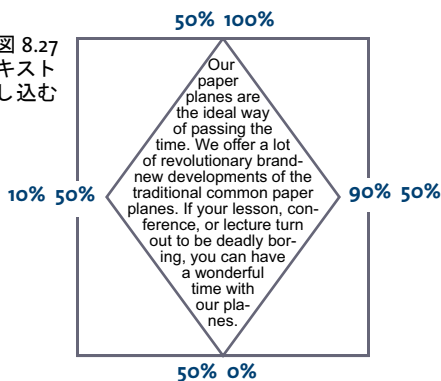 50% 100%
図 8.27
キスト
し込む
Our
paper
planes are
the ideal way
of passing the
time. We offer a lot
of revolutionary brand-
new developments of the
traditional common paper
planes. If your lesson, con-
ference, or lecture turn
out to be deadly bor-
ing, you can have
a wonderful
time with
our pla-
nes.
10% 50%
90% 50%
50% 0%